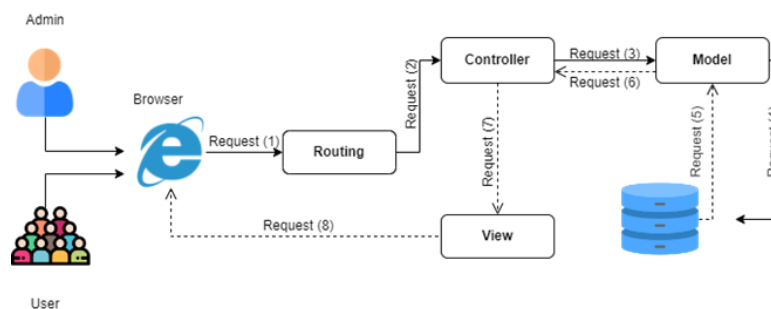 Admin
Browser
Request (1)
Routing
Request (2)
Controller
Request (3)
Request (6)
Model
Request (5)
Request (7)
View
Request (8)
User